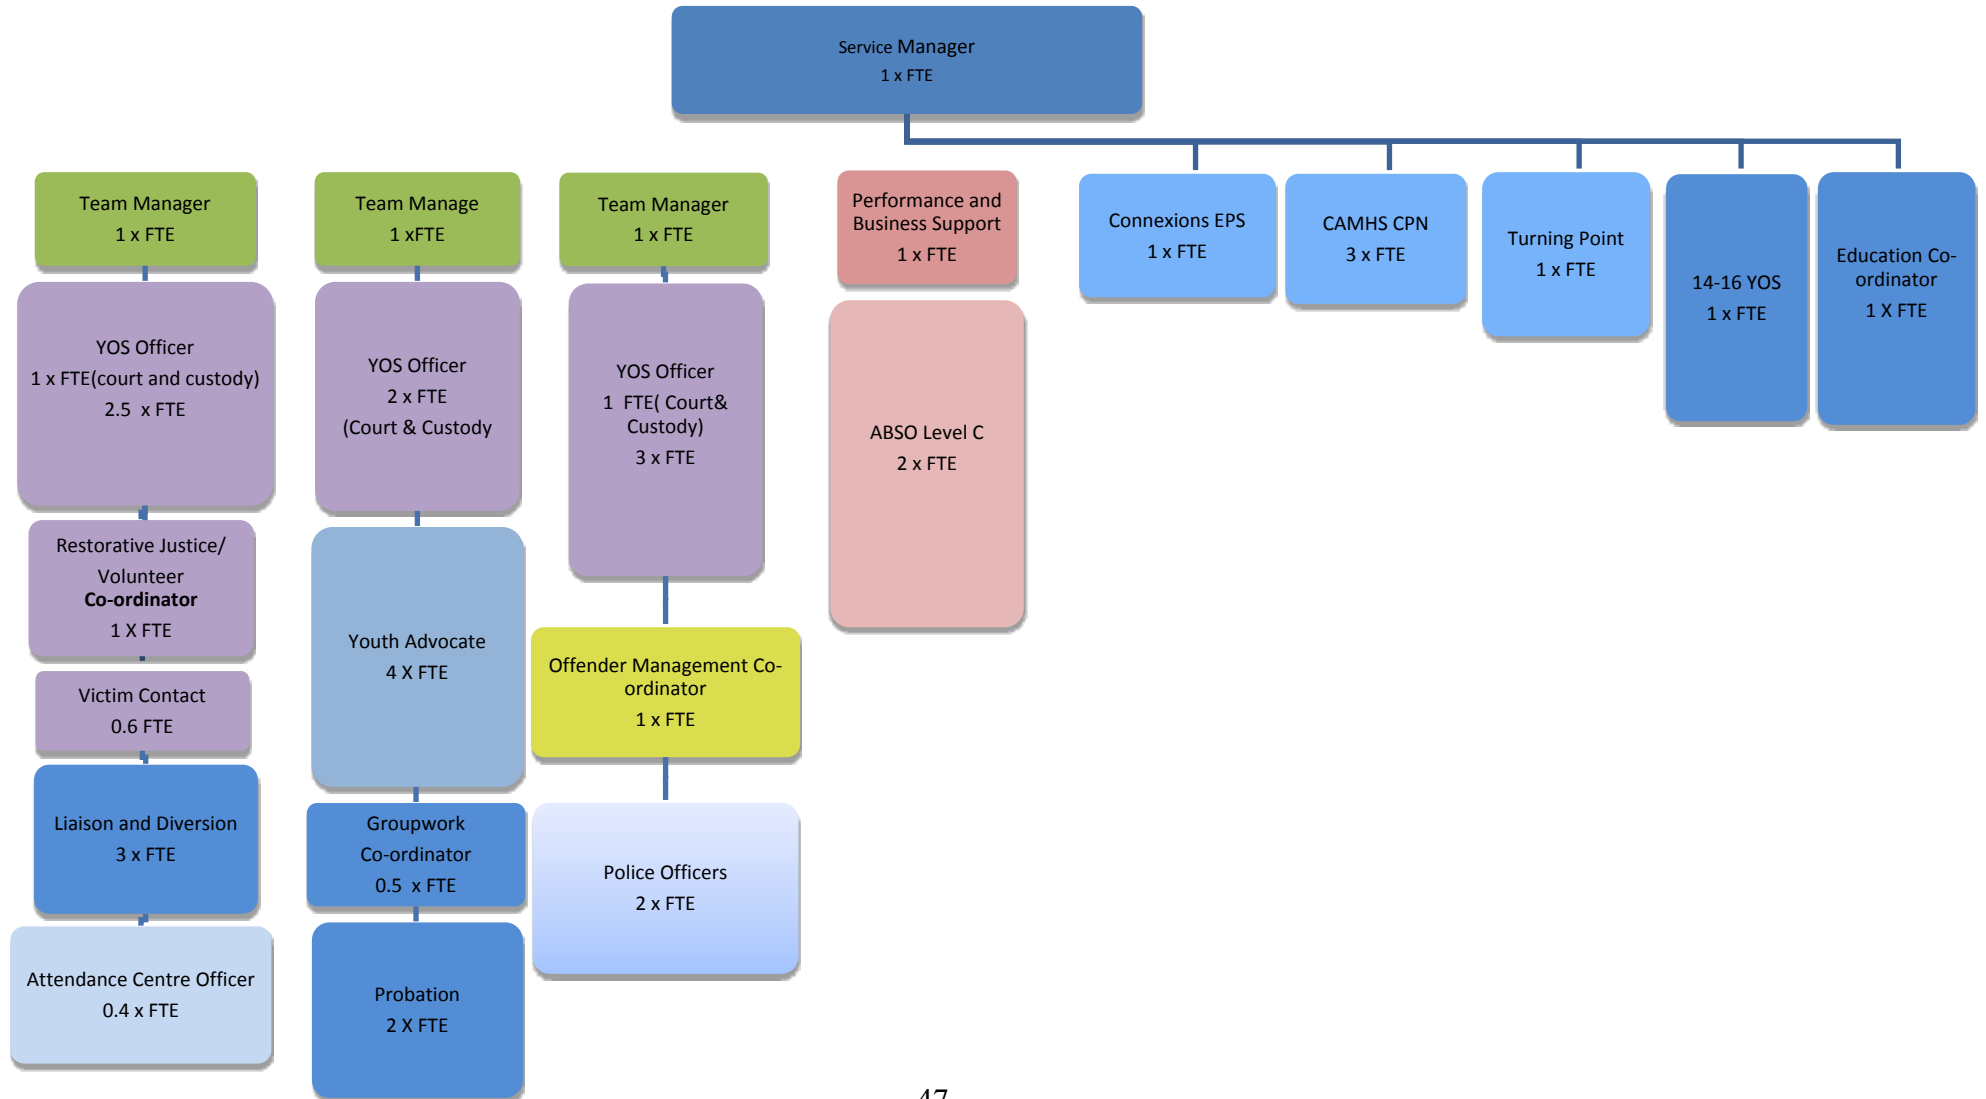 Service Manager
1 x FTE
Team Manager
1 x FTE
YOS Officer
1 x FTE(court and custody)
2.5 x FTE
Restorative Justice/
Volunteer
Co-ordinator
1 X FTE
Victim Contact
0.6 FTE
Liaison and Diversion
3 x FTE
Attendance Centre Officer
0.4 x FTE
Team Manage
1 xFTE
YOS Officer
2 x FTE
(Court & Custody
Youth Advocate
4 X FTE
Groupwork
Co-ordinator
0.5 x FTE
Probation
2 X FTE
Team Manager
1 x FTE
YOS Officer
1 FTE( Court&
Custody)
3 x FTE
Offender Management Co-
ordinator
1 x FTE
Police Officers
2 x FTE
Performance and
Business Support
1 x FTE
ABSO Level C
2 x FTE
Connexions EPS
1 x FTE
CAMHS CPN
3 x FTE
Turning Point
1 x FTE
14-16 YOS
1 x FTE
Education Co-
ordinator
1 X FTE
47